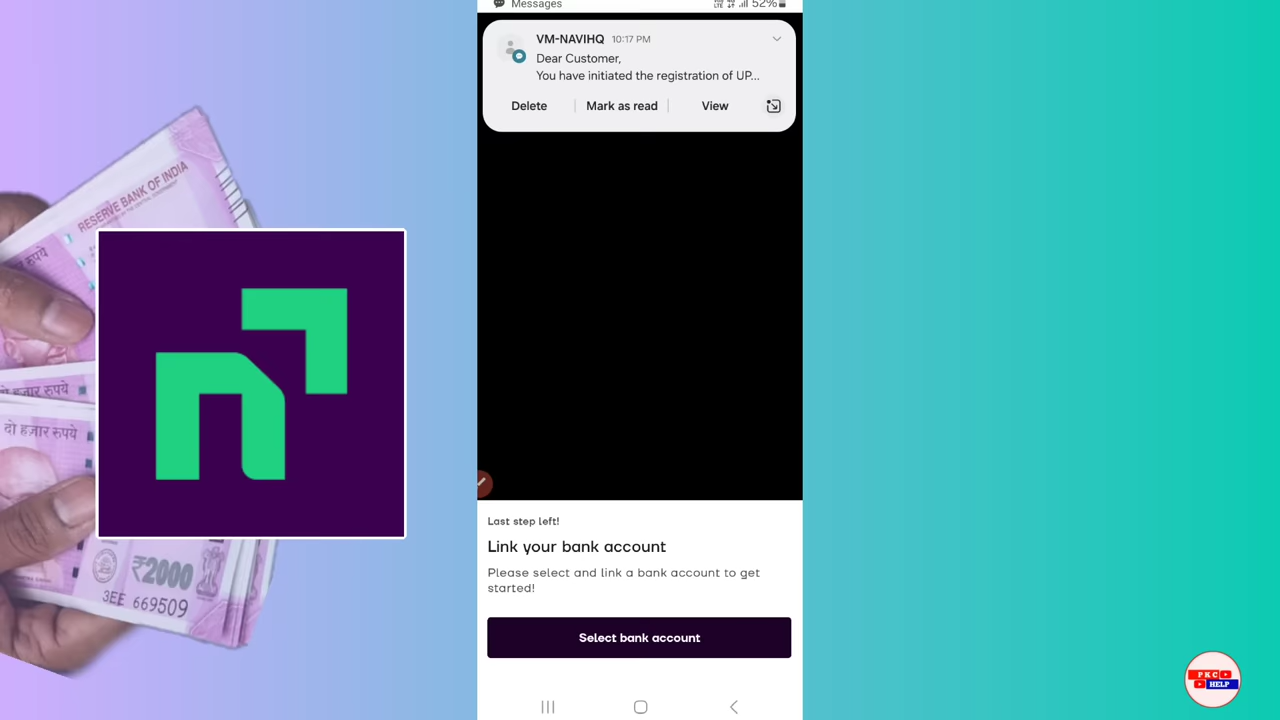 Messages
52%
VM-NAVIHQ 10:17 PM
Dear Customer,
You have initiated the registration of UP...
Delete
Mark as read
View
RESERVE BANK OF INDIA
दो हज़ार रुपये
₹2000
3EE 669509
n
Last step left!
Link your bank account
Please select and link a bank account to get
started!
Select bank account
PKC
HELP